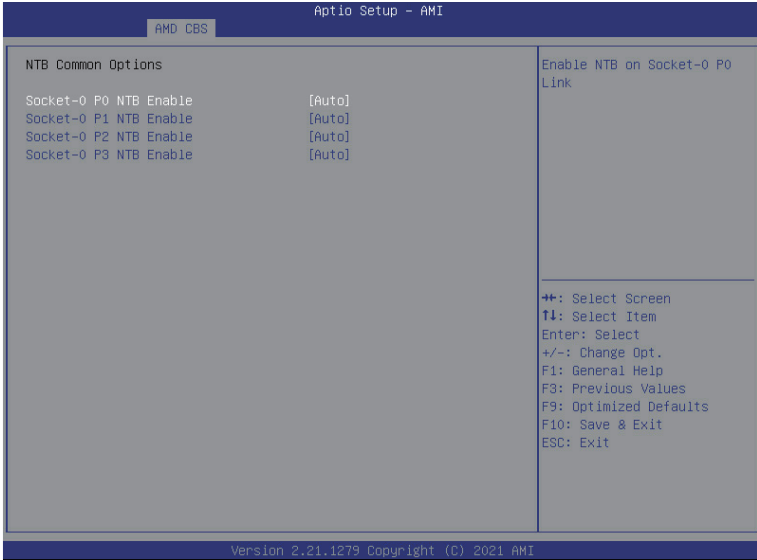 Aptio Setup – AMI
AMD CBS
NTB Common Options
Socket-0 P0 NTB Enable [Auto]
Socket-0 P1 NTB Enable [Auto]
Socket-0 P2 NTB Enable [Auto]
Socket-0 P3 NTB Enable [Auto]
Enable NTB on Socket-0 P0
Link
→←: Select Screen
↑↓: Select Item
Enter: Select
+/-: Change Opt.
F1: General Help
F3: Previous Values
F9: Optimized Defaults
F10: Save & Exit
ESC: Exit
Version 2.21.1279 Copyright (C) 2021 AMI